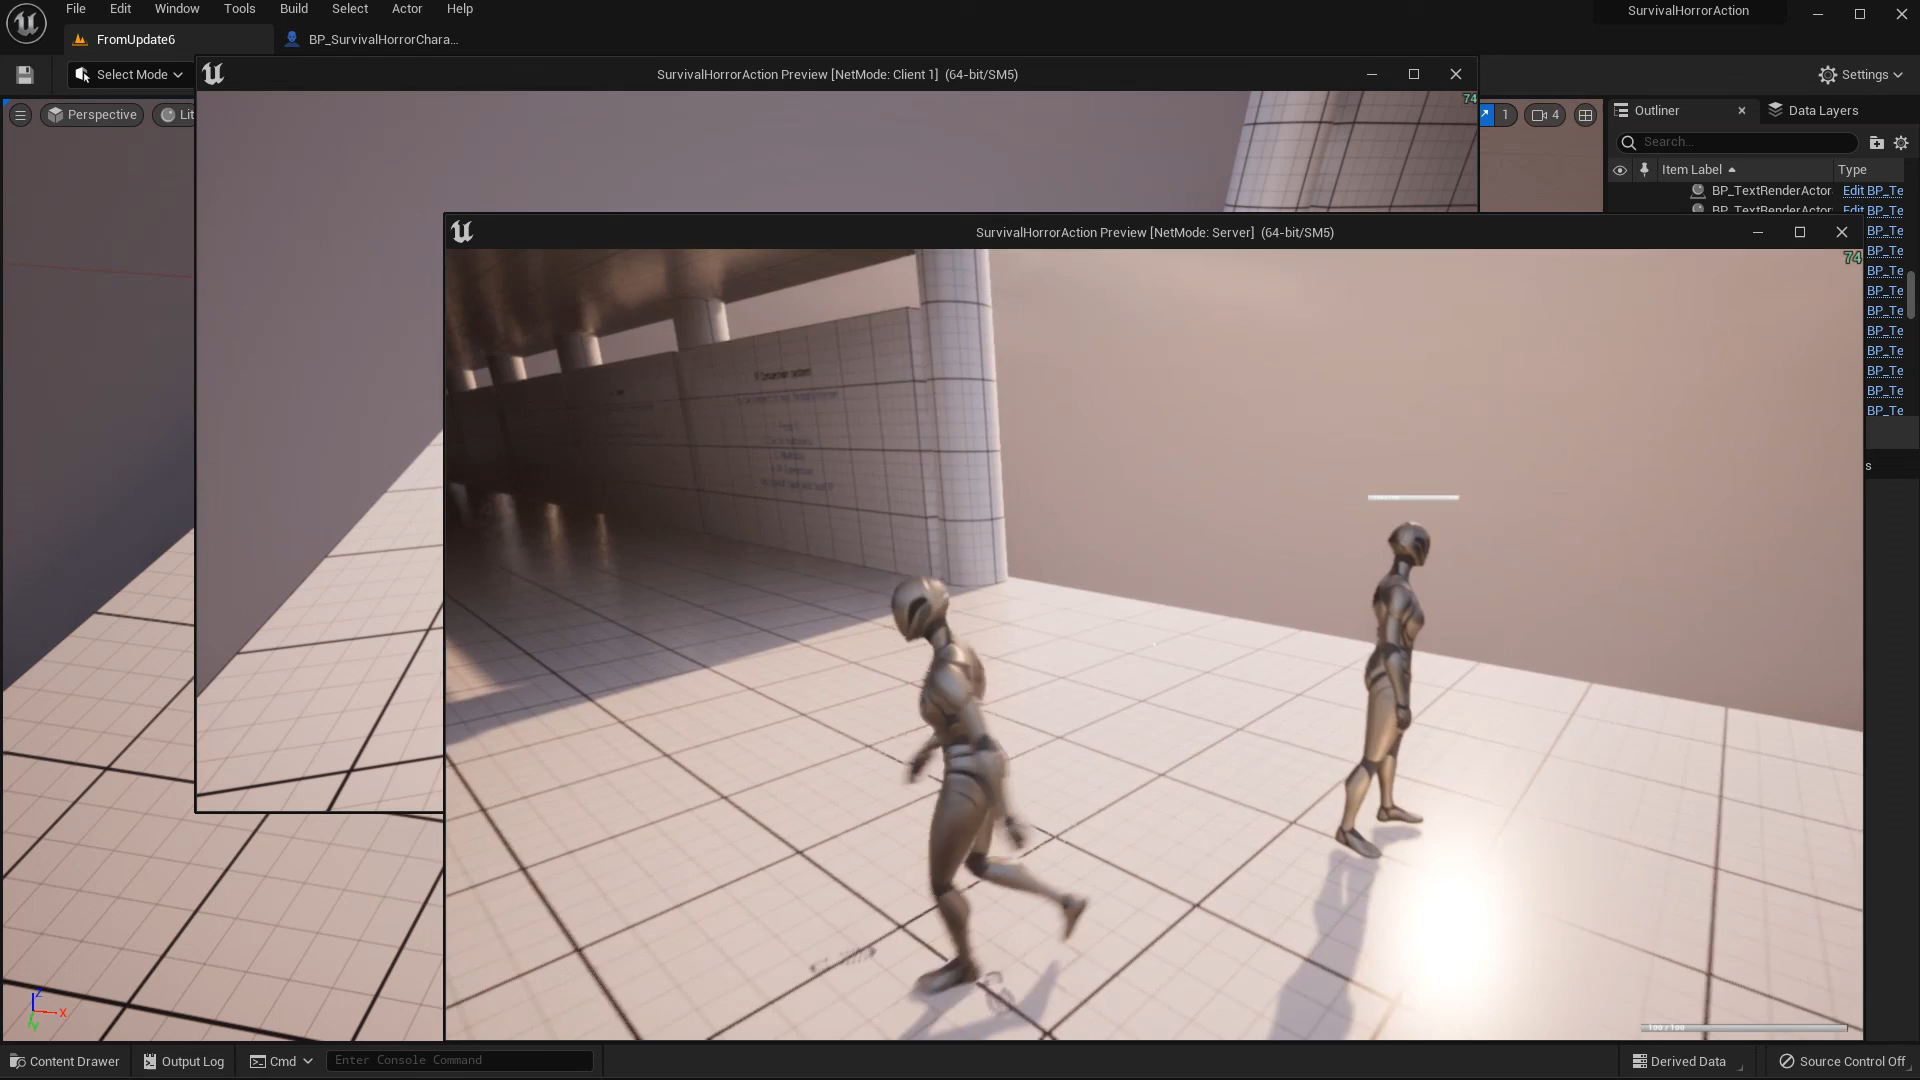 File Edit Window Tools Build Select Actor Help
SurvivalHorrorAction
FromUpdate6
BP_SurvivalHorrorChara...
Select Mode
SurvivalHorrorAction Preview [NetMode: Client 1] (64-bit/SM5)
Settings
74
Perspective
Lit
1
4
Outliner
Data Layers
Search...
Item Label
Type
BP_TextRenderActor
Edit BP_Te
BP_TextRenderActor
Edit BP_Te
SurvivalHorrorAction Preview [NetMode: Server] (64-bit/SM5)
BP_Te
BP_Te
74
BP_Te
BP_Te
BP_Te
BP_Te
BP_Te
BP_Te
BP_Te
BP_Te
s
Z
X
Y
100 / 100
Content Drawer
Output Log
Cmd
Enter Console Command
Derived Data
Source Control Off